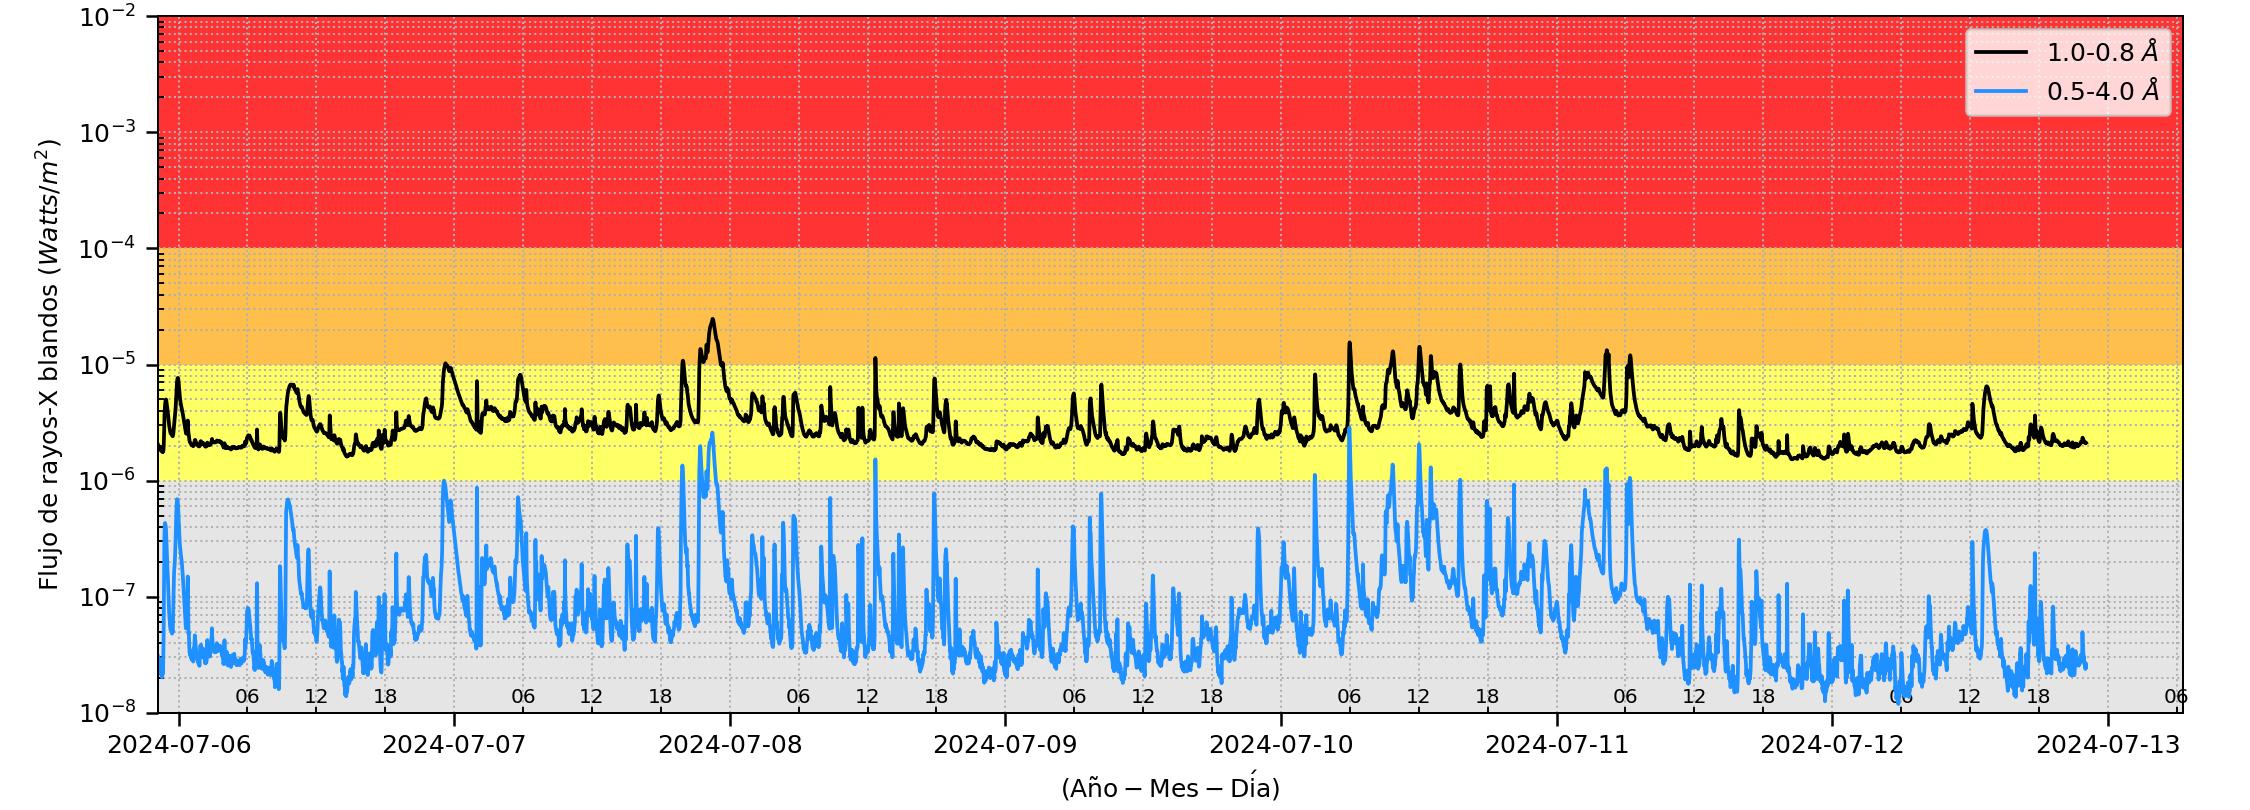 10⁻²
10⁻³
10⁻⁴
10⁻⁵
10⁻⁶
10⁻⁷
10⁻⁸
Flujo de rayos-X blandos (Watts/m²)
1.0-0.8 Å
0.5-4.0 Å
06 12 18 06 12 18 06 12 18 06 12 18 06 12 18 06 12 18 06 12 18 06
2024-07-06 2024-07-07 2024-07-08 2024-07-09 2024-07-10 2024-07-11 2024-07-12 2024-07-13
(Año − Mes − Día)